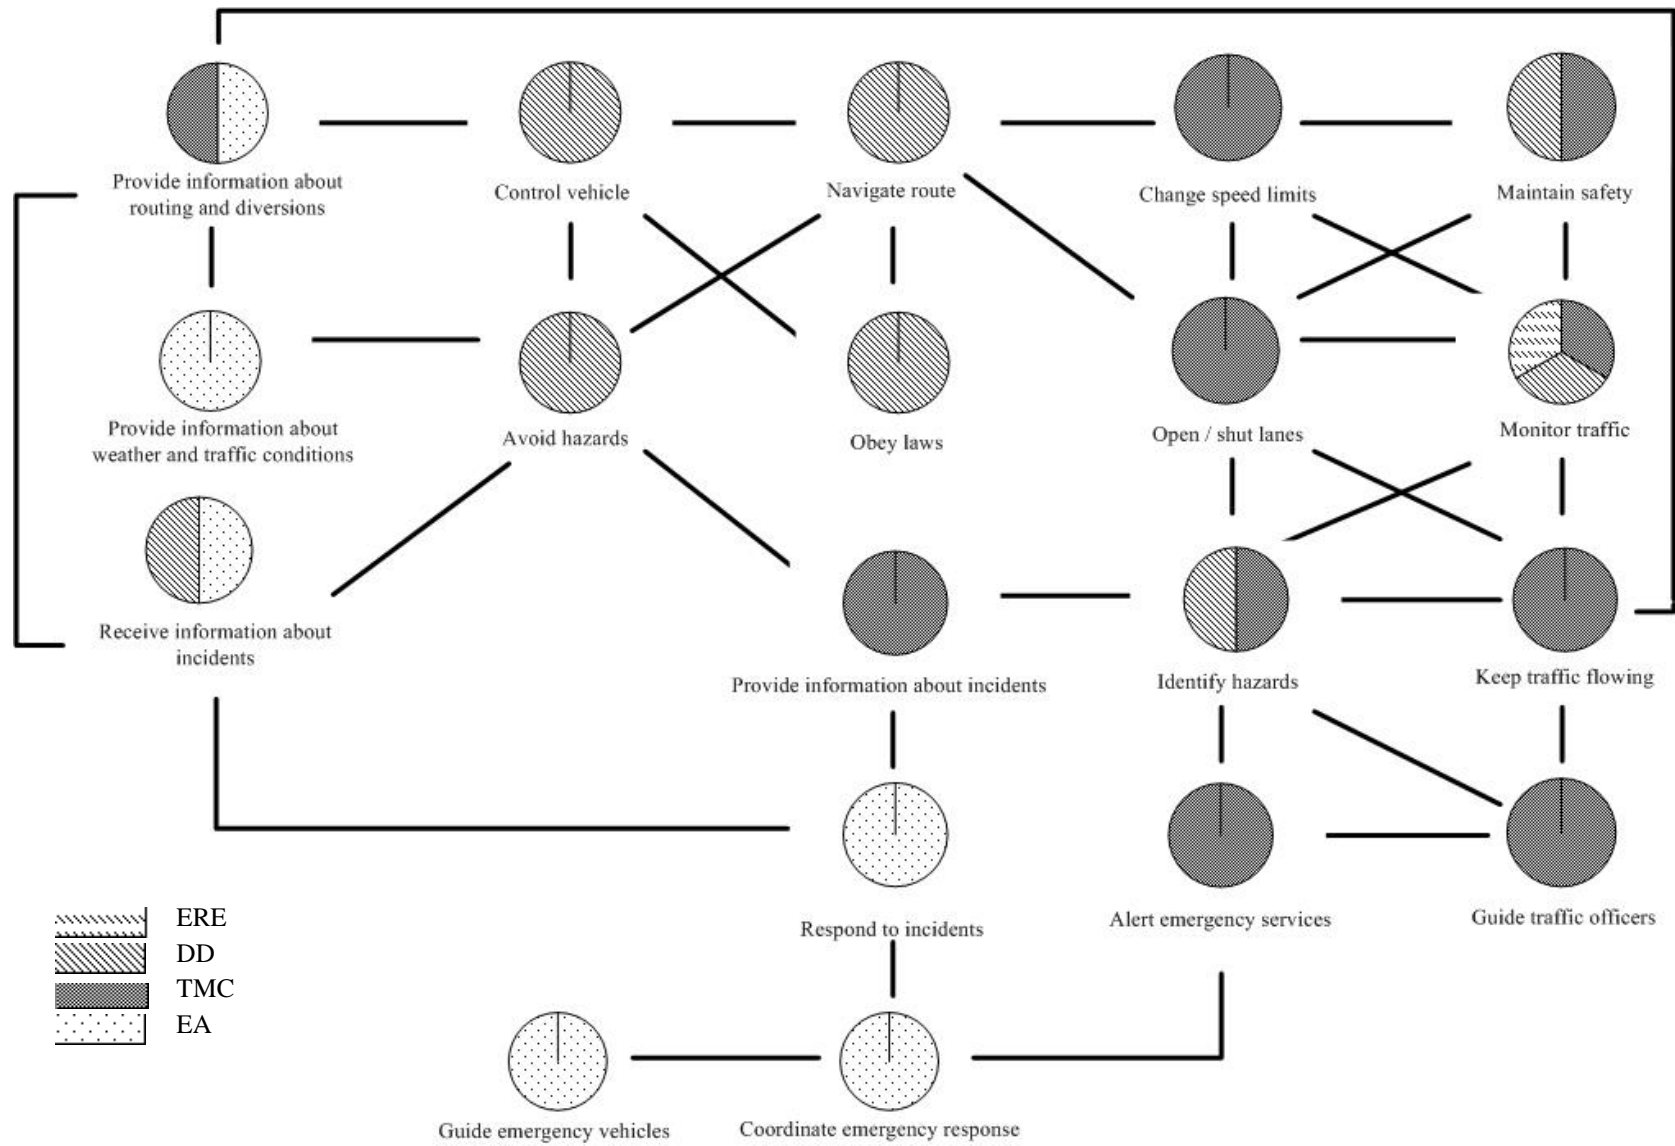 Provide information about
routing and diversions
Control vehicle
Navigate route
Change speed limits
Maintain safety
Provide information about
weather and traffic conditions
Avoid hazards
Obey laws
Open / shut lanes
Monitor traffic
Receive information about
incidents
Provide information about incidents
Identify hazards
Keep traffic flowing
Respond to incidents
Alert emergency services
Guide traffic officers
ERE
DD
TMC
EA
Guide emergency vehicles
Coordinate emergency response